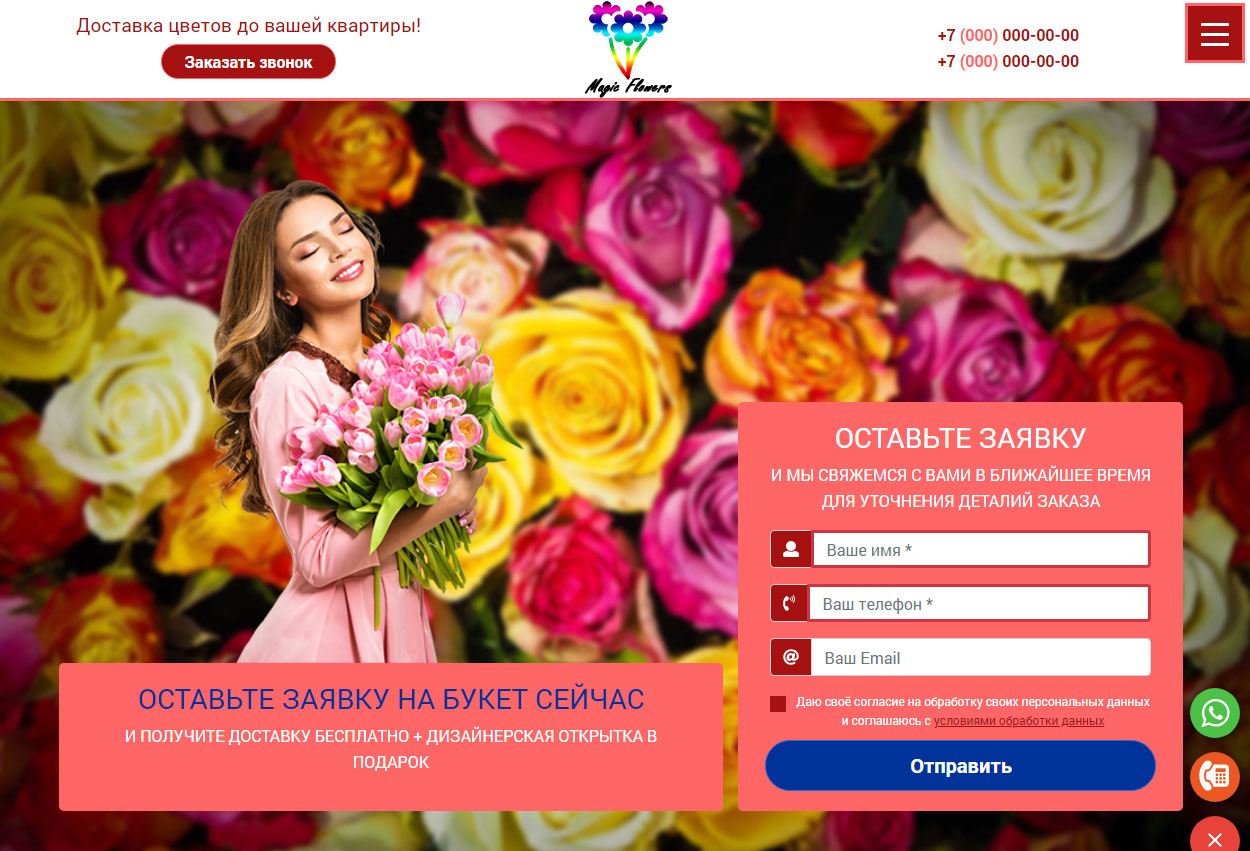 Доставка цветов до вашей квартиры!
Заказать звонок
Magic Flowers
+7 (000) 000-00-00
+7 (000) 000-00-00
ОСТАВЬТЕ ЗАЯВКУ
И МЫ СВЯЖЕМСЯ С ВАМИ В БЛИЖАЙШЕЕ ВРЕМЯ
ДЛЯ УТОЧНЕНИЯ ДЕТАЛИЙ ЗАКАЗА
Ваше имя *
Ваш телефон *
@ Ваш Email
Даю своё согласие на обработку своих персональных данных
и соглашаюсь с условиями обработки данных
Отправить
ОСТАВЬТЕ ЗАЯВКУ НА БУКЕТ СЕЙЧАС
И ПОЛУЧИТЕ ДОСТАВКУ БЕСПЛАТНО + ДИЗАЙНЕРСКАЯ ОТКРЫТКА В
ПОДАРОК